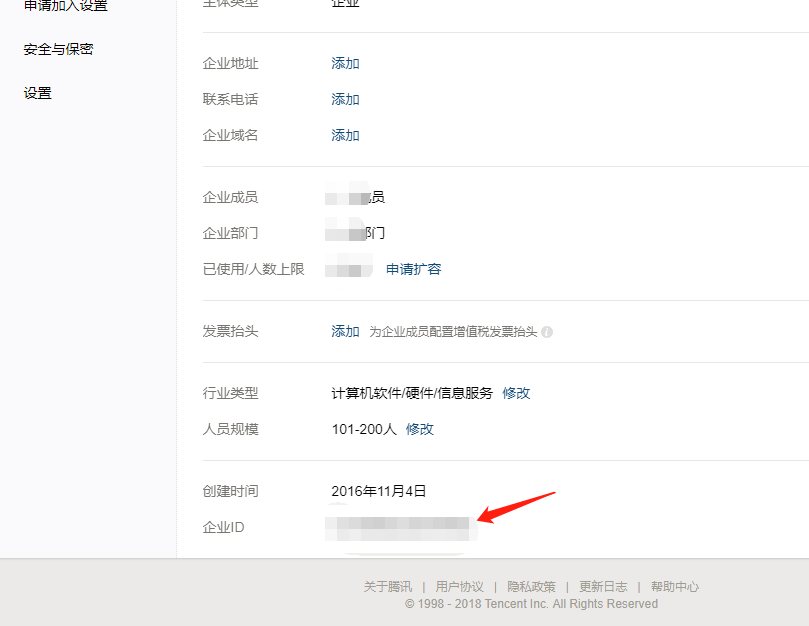 申请加入设置
安全与保密
设置
主体类型 企业
企业地址 添加
联系电话 添加
企业域名 添加
企业成员 员
企业部门 部门
已使用/人数上限 申请扩容
发票抬头 添加 为企业成员配置增值税发票抬头
行业类型 计算机软件/硬件/信息服务 修改
人员规模 101-200人 修改
创建时间 2016年11月4日
企业ID
关于腾讯 | 用户协议 | 隐私政策 | 更新日志 | 帮助中心
© 1998 - 2018 Tencent Inc. All Rights Reserved